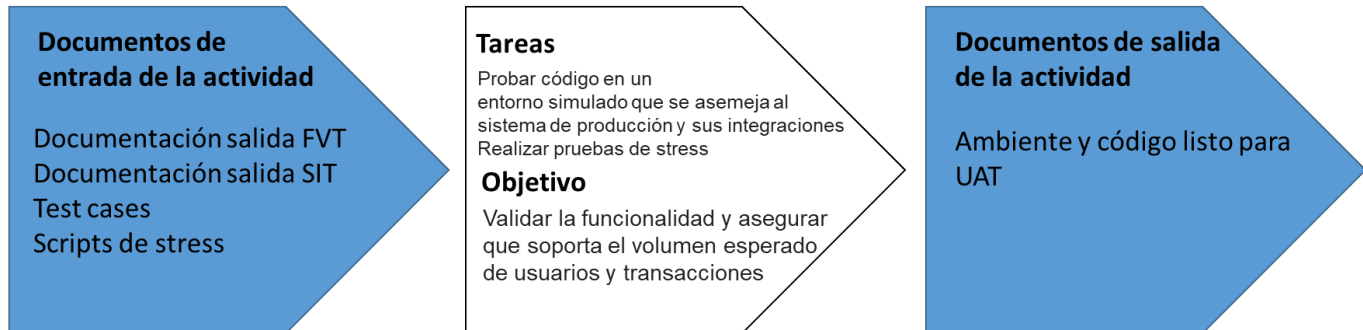 Documentos de
entrada de la actividad
Documentación salida FVT
Documentación salida SIT
Test cases
Scripts de stress
Tareas
Probar código en un
entorno simulado que se asemeja al
sistema de producción y sus integraciones
Realizar pruebas de stress
Objetivo
Validar la funcionalidad y asegurar
que soporta el volumen esperado
de usuarios y transacciones
Documentos de salida
de la actividad
Ambiente y código listo para
UAT